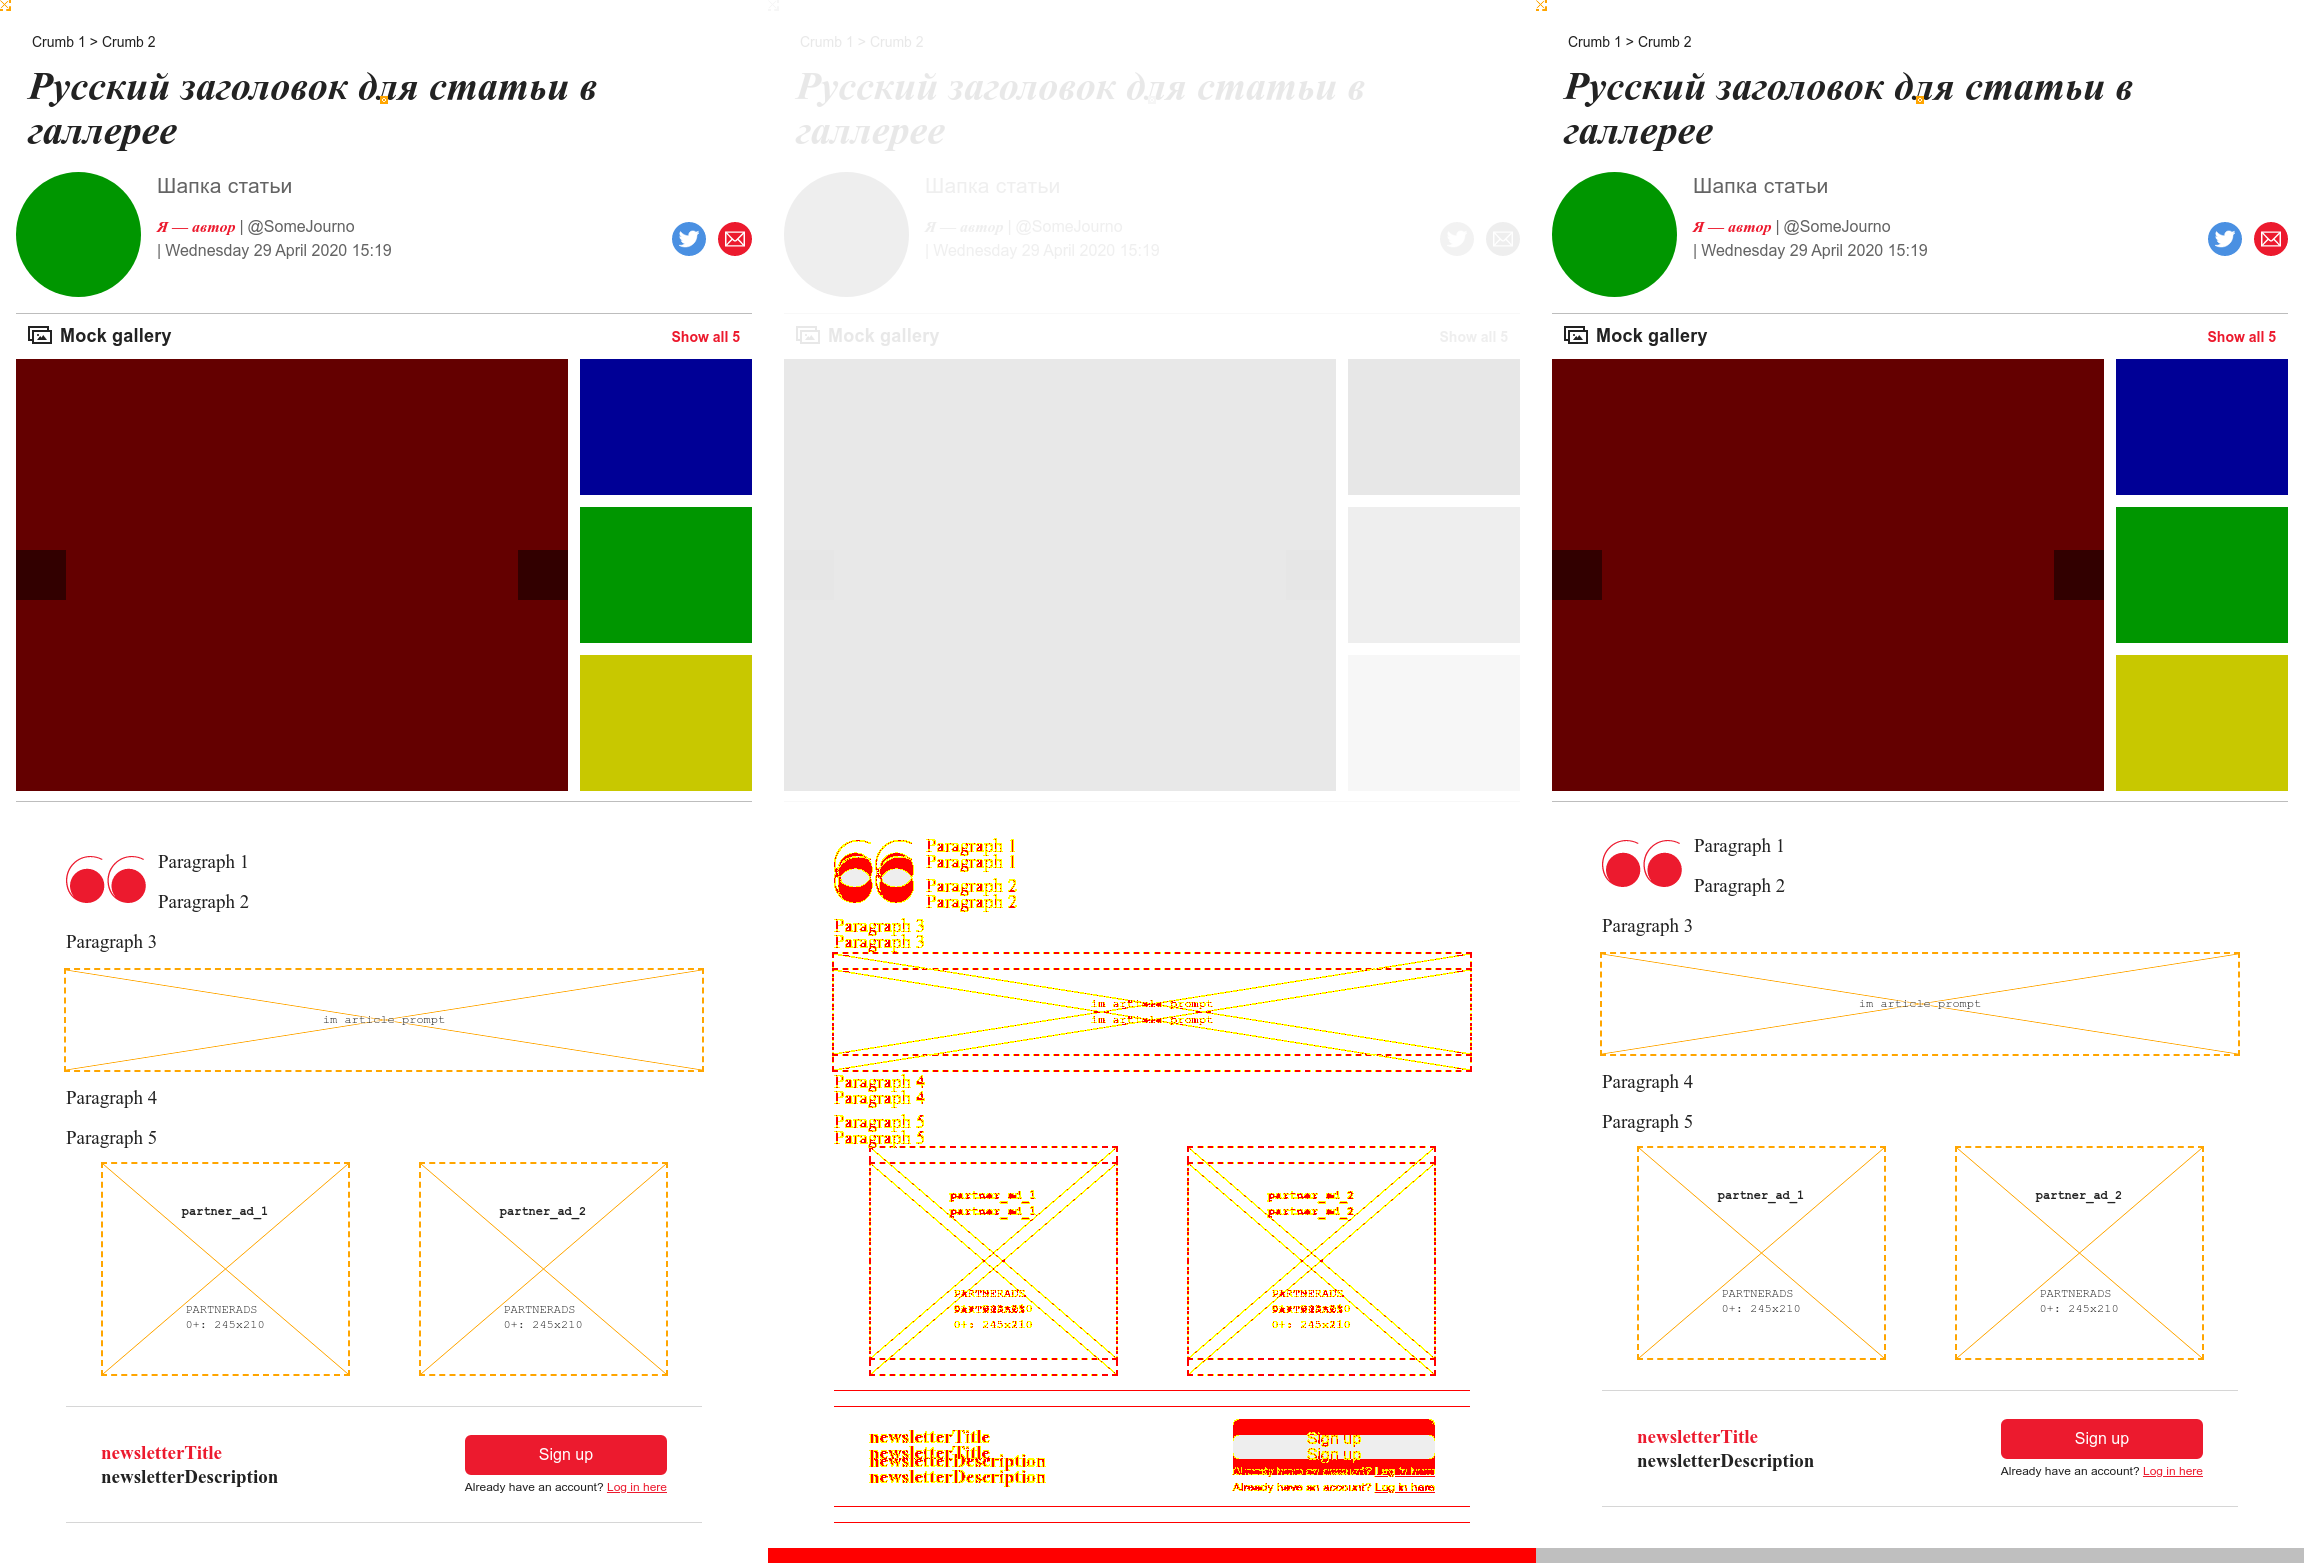 Crumb 1 > Crumb 2
Русский заголовок для статьи в
галлерее
Шапка статьи
Я — автор | @SomeJourno
| Wednesday 29 April 2020 15:19
Mock gallery
Show all 5
Paragraph 1
Paragraph 2
Paragraph 3
im article prompt
Paragraph 4
Paragraph 5
partner_ad_1
PARTNERADS
0+: 245x210
partner_ad_2
PARTNERADS
0+: 245x210
newsletterTitle
newsletterDescription
Sign up
Already have an account? Log in here
Crumb 1 > Crumb 2
Русский заголовок для статьи в
галлерее
Шапка статьи
Я — автор | @SomeJourno
| Wednesday 29 April 2020 15:19
Mock gallery
Show all 5
Paragraph 1
Paragraph 1
Paragraph 2
Paragraph 2
Paragraph 3
Paragraph 3
im article prompt
im article prompt
Paragraph 4
Paragraph 4
Paragraph 5
Paragraph 5
partner_ad_1
partner_ad_1
PARTNERADS
0+: 245x210
partner_ad_2
partner_ad_2
PARTNERADS
0+: 245x210
newsletterTitle
newsletterTitle
newsletterDescription
newsletterDescription
Sign up
Sign up
Already have an account? Log in here
Already have an account? Log in here
Crumb 1 > Crumb 2
Русский заголовок для статьи в
галлерее
Шапка статьи
Я — автор | @SomeJourno
| Wednesday 29 April 2020 15:19
Mock gallery
Show all 5
Paragraph 1
Paragraph 2
Paragraph 3
im article prompt
Paragraph 4
Paragraph 5
partner_ad_1
PARTNERADS
0+: 245x210
partner_ad_2
PARTNERADS
0+: 245x210
newsletterTitle
newsletterDescription
Sign up
Already have an account? Log in here